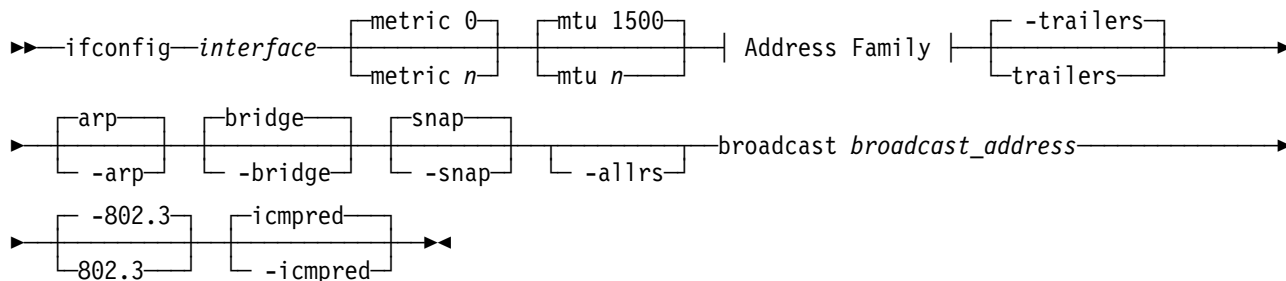 metric 0 mtu 1500 -trailers
ifconfig interface Address Family
metric n mtu n trailers
arp bridge snap
broadcast broadcast_address
-arp -bridge -snap -allrs
-802.3 icmpred
802.3 -icmpred